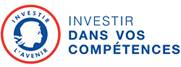 INVESTIR
L'AVENIR
INVESTIR
DANS VOS
COMPÉTENCES